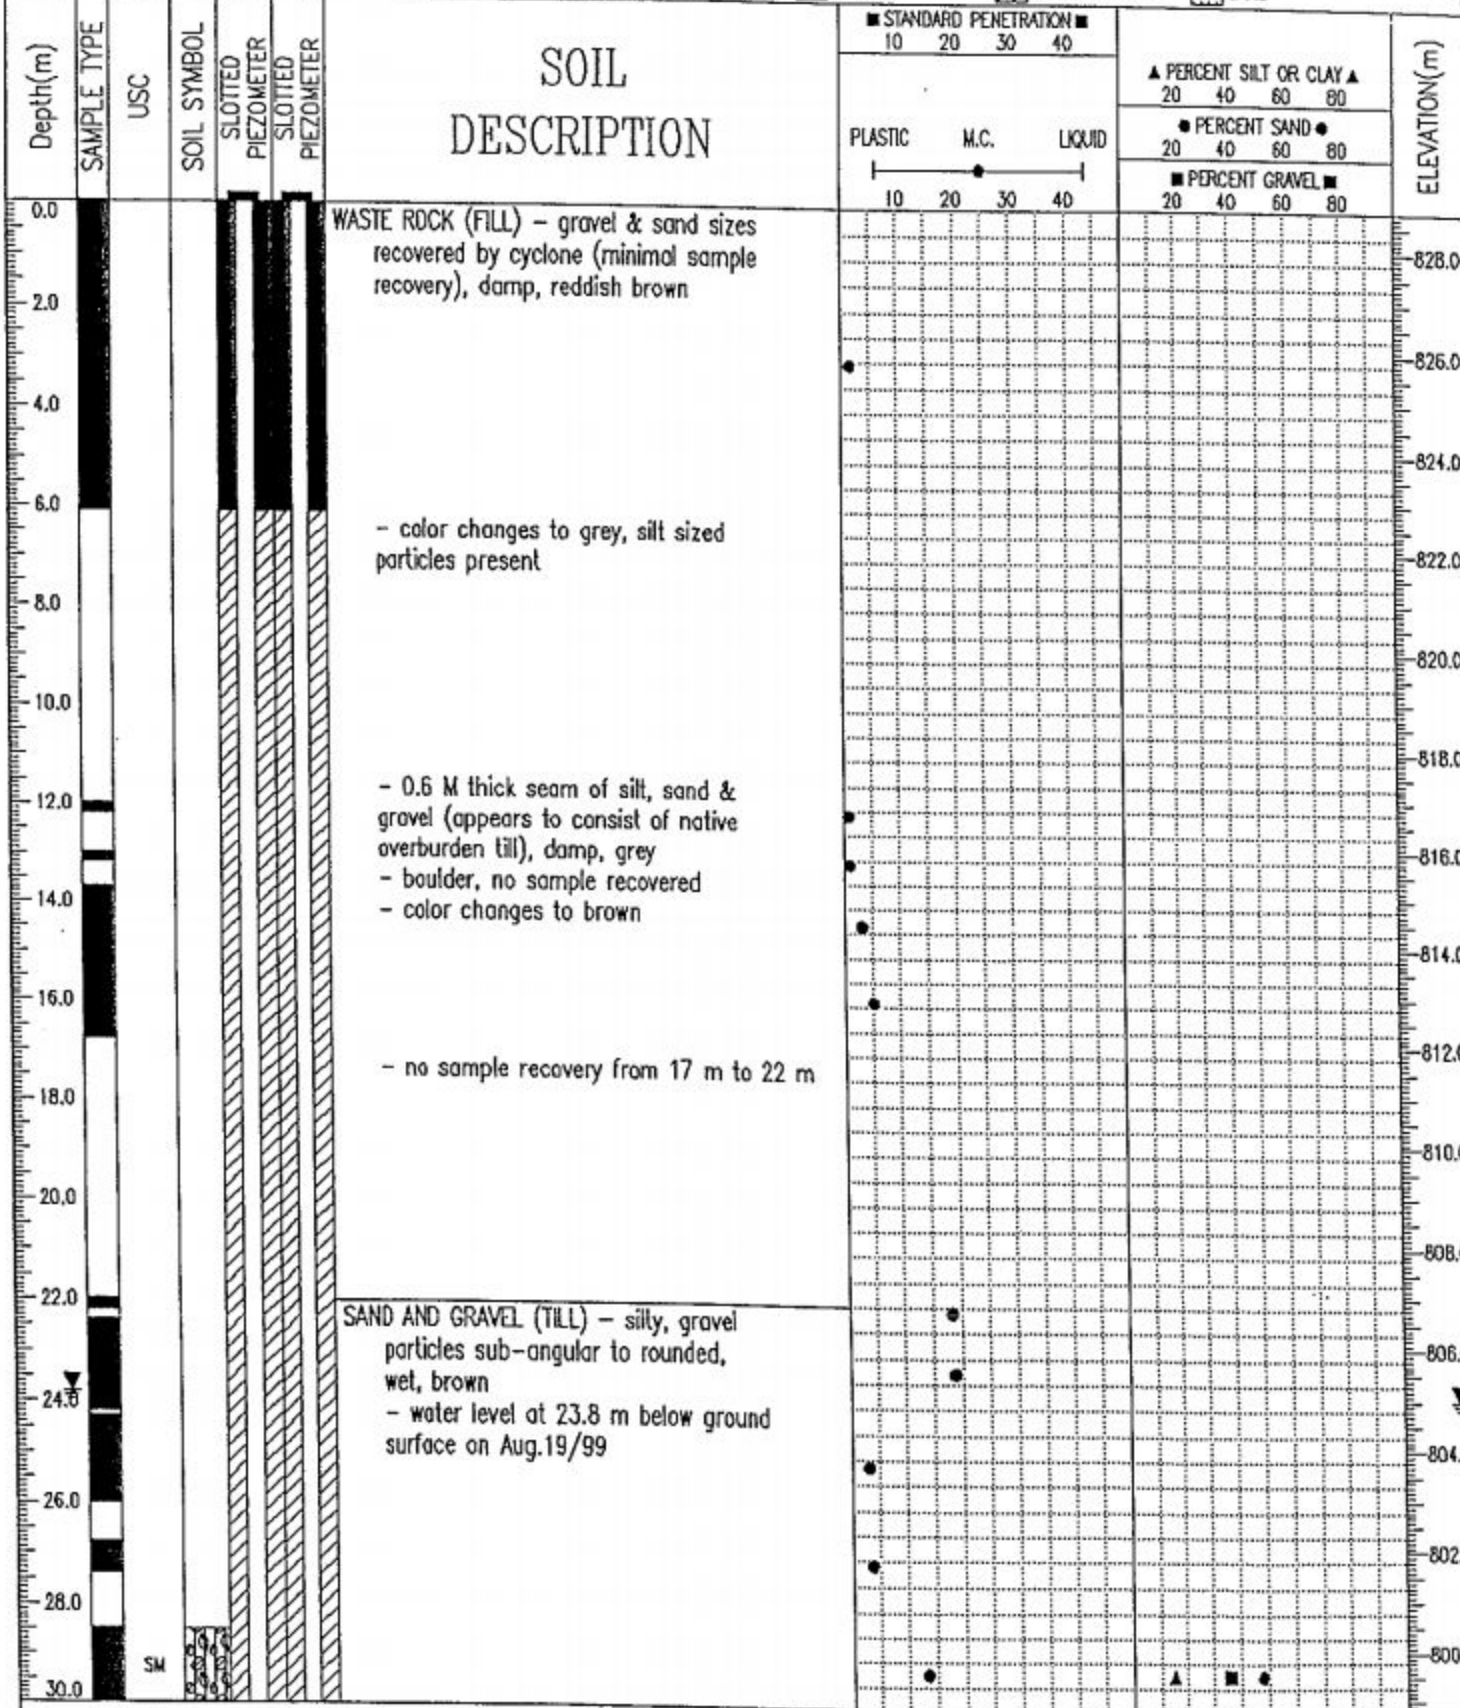 Depth(m)
SAMPLE TYPE
USC
SOIL SYMBOL
SLOTTED
PIEZOMETER
SLOTTED
PIEZOMETER
SOIL
DESCRIPTION
■ STANDARD PENETRATION ■
10 20 30 40
PLASTIC M.C. LIQUID
10 20 30 40
▲ PERCENT SILT OR CLAY ▲
20 40 60 80
● PERCENT SAND ●
20 40 60 80
■ PERCENT GRAVEL ■
20 40 60 80
ELEVATION(m)
0.0
2.0
4.0
6.0
8.0
10.0
12.0
14.0
16.0
18.0
20.0
22.0
24.0
26.0
28.0
30.0
SM
WASTE ROCK (FILL) – gravel & sand sizes
recovered by cyclone (minimal sample
recovery), damp, reddish brown
– color changes to grey, silt sized
particles present
– 0.6 M thick seam of silt, sand &
gravel (appears to consist of native
overburden till), damp, grey
– boulder, no sample recovered
– color changes to brown
– no sample recovery from 17 m to 22 m
SAND AND GRAVEL (TILL) – silty, gravel
particles sub-angular to rounded,
wet, brown
– water level at 23.8 m below ground
surface on Aug.19/99
828.0
826.0
824.0
822.0
820.0
818.0
816.0
814.0
812.0
810.0
808.
806.
804.
802.
800